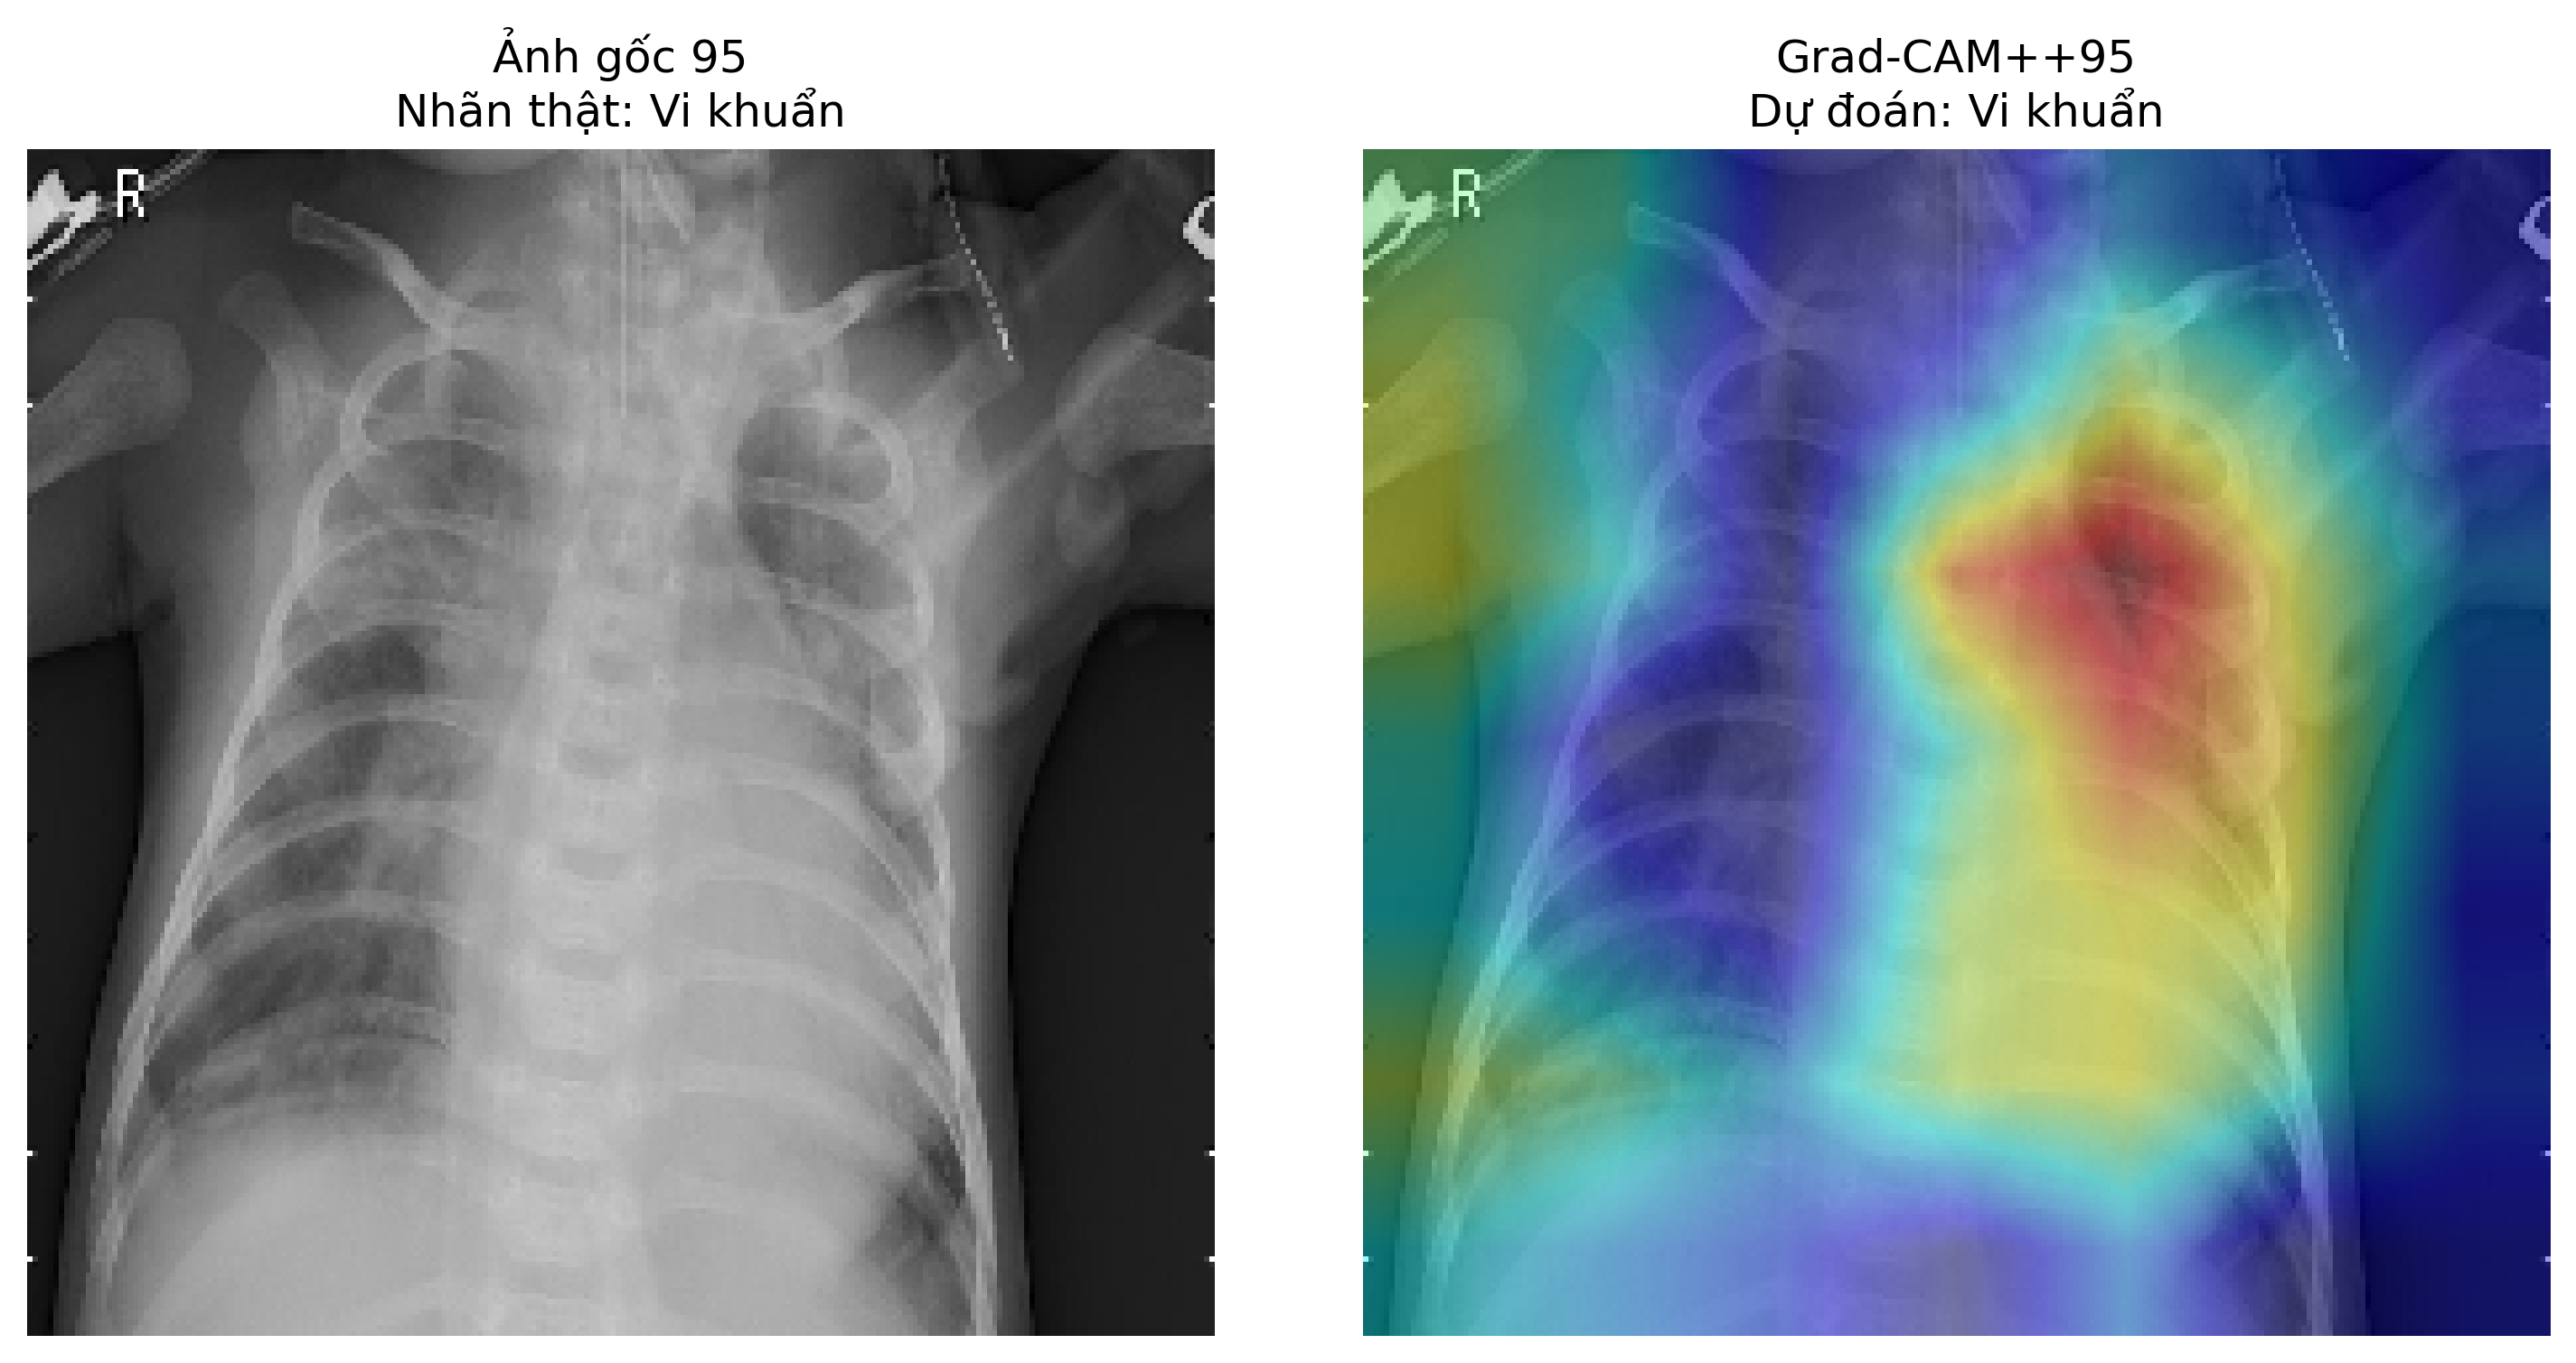 Ảnh gốc 95
Nhãn thật: Vi khuẩn
Grad-CAM++95
Dự đoán: Vi khuẩn
R
R